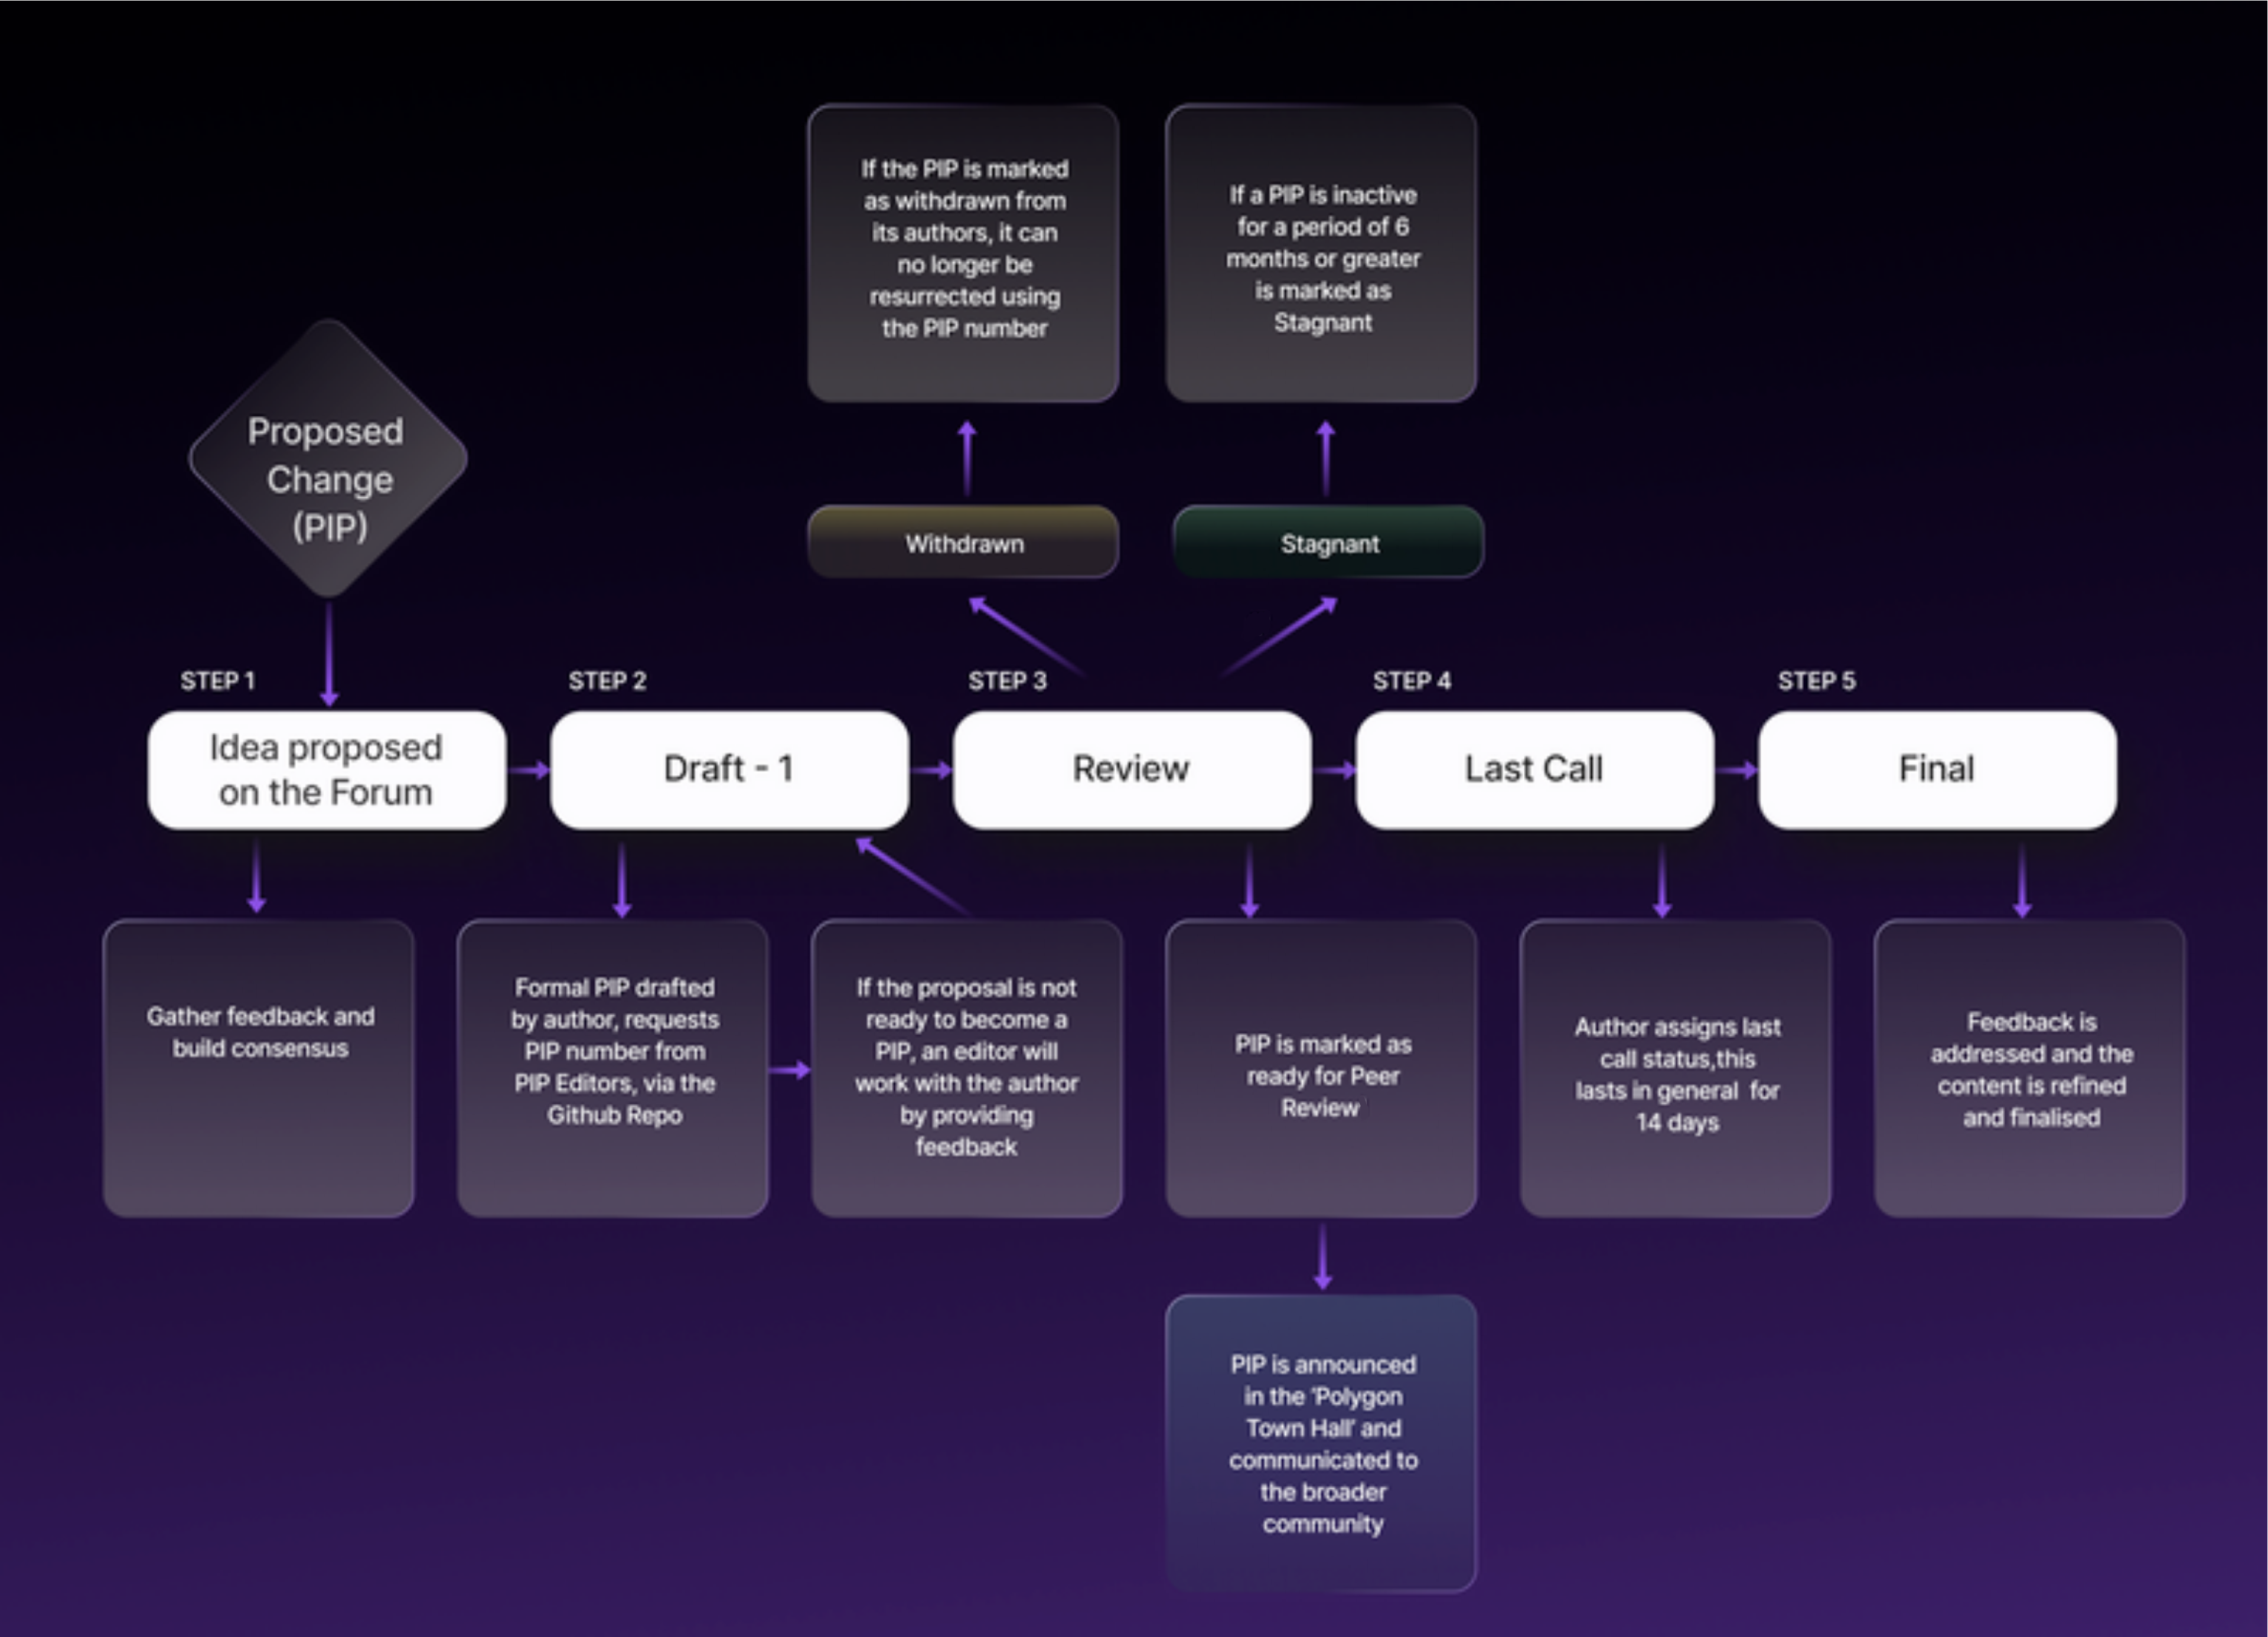 If the PIP is marked
as withdrawn from
its authors, it can
no longer be
resurrected using
the PIP number
If a PIP is inactive
for a period of 6
months or greater
is marked as
Stagnant
Proposed
Change
(PIP)
Withdrawn
Stagnant
STEP 1
STEP 2
STEP 3
STEP 4
STEP 5
Idea proposed
on the Forum
Draft - 1
Review
Last Call
Final
Gather feedback and
build consensus
Formal PIP drafted
by author, requests
PIP number from
PIP Editors, via the
Github Repo
If the proposal is not
ready to become a
PIP, an editor will
work with the author
by providing
feedback
PIP is marked as
ready for Peer
Review
Author assigns last
call status,this
lasts in general  for
14 days
Feedback is
addressed and the
content is refined
and finalised
PIP is announced
in the 'Polygon
Town Hall' and
communicated to
the broader
community